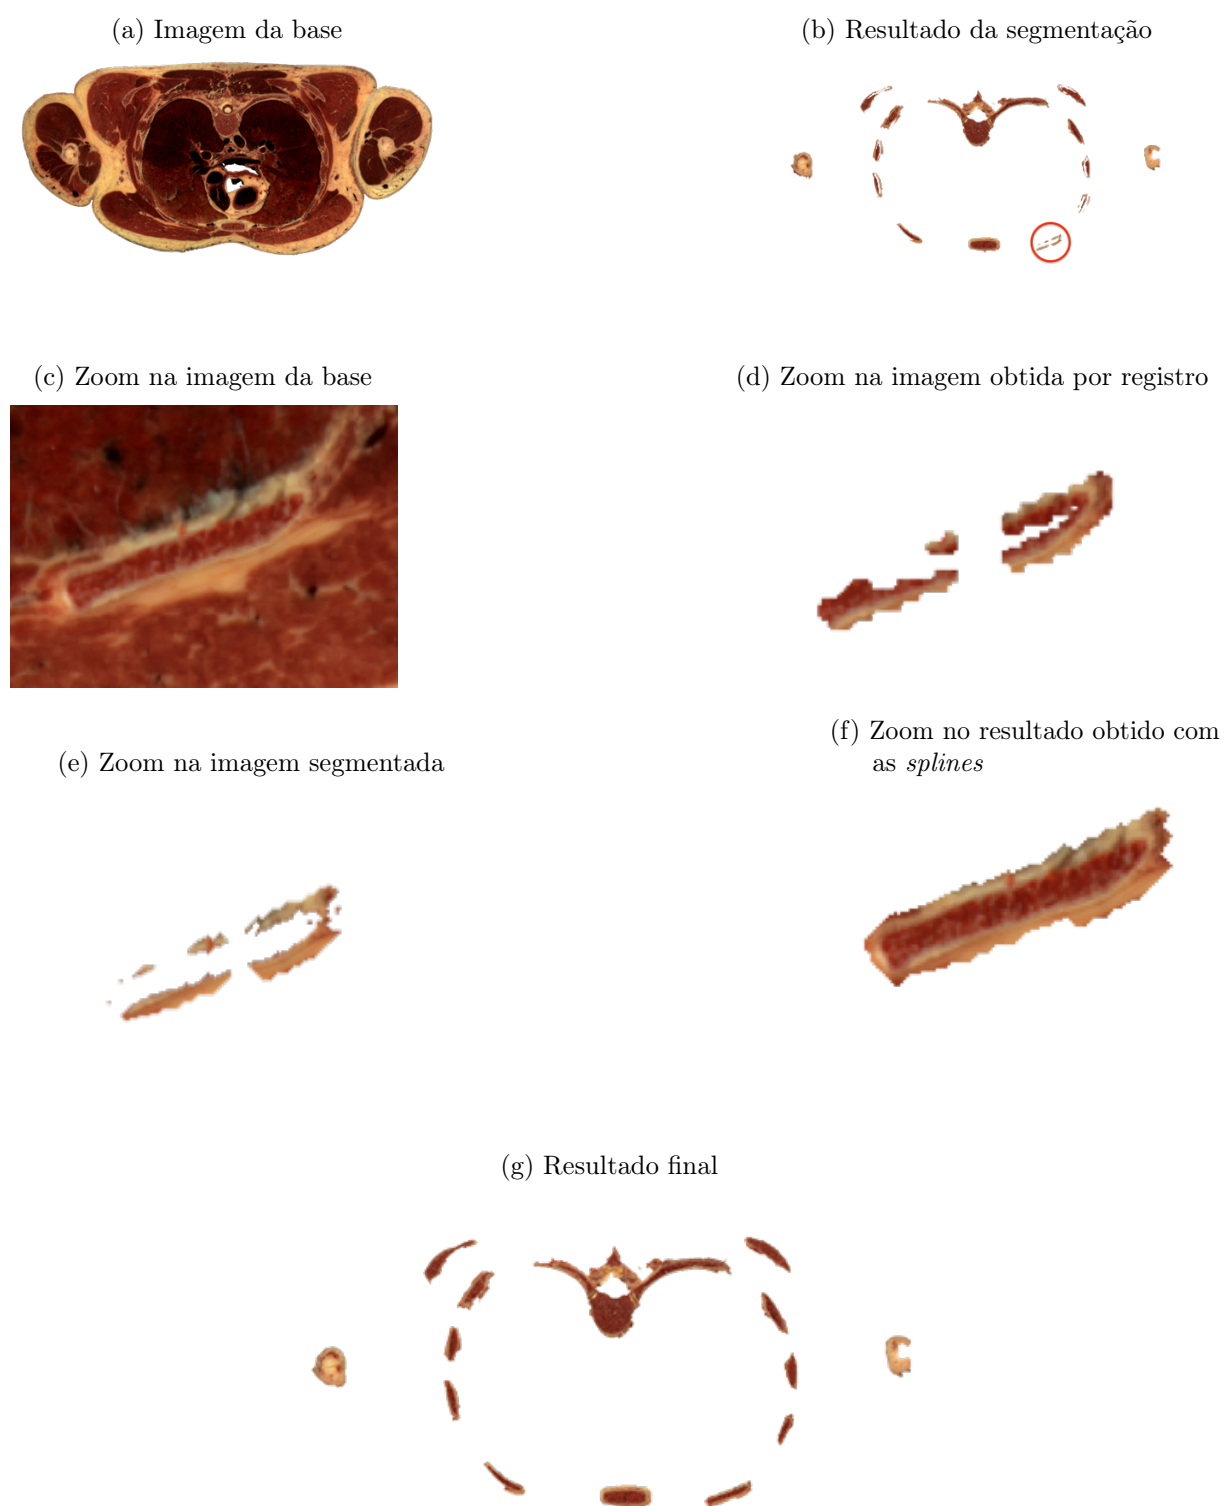 (a) Imagem da base
(b) Resultado da segmentação
(c) Zoom na imagem da base
(d) Zoom na imagem obtida por registro
(e) Zoom na imagem segmentada
(f) Zoom no resultado obtido com
as splines
(g) Resultado final